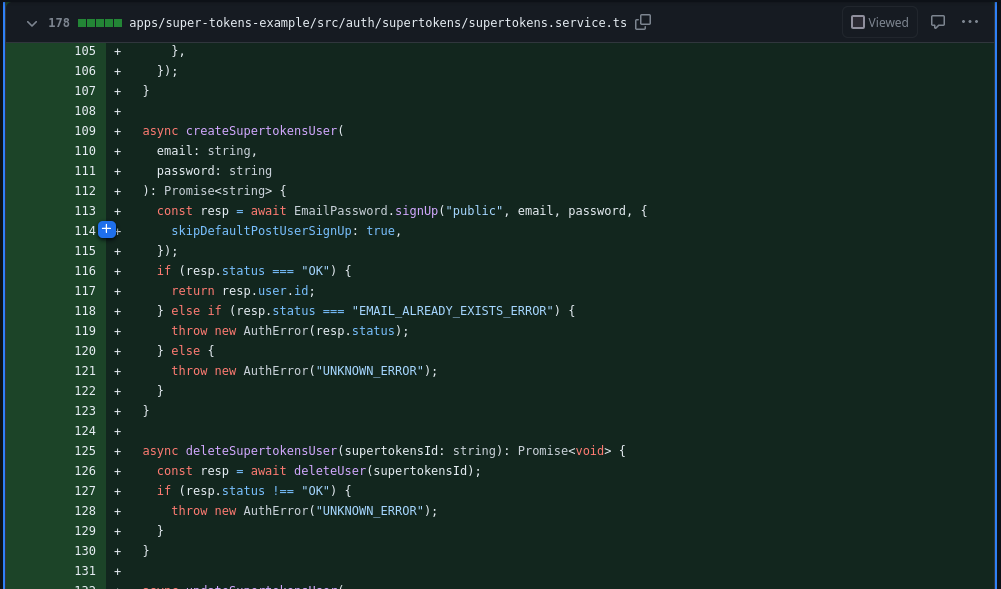 178 apps/super-tokens-example/src/auth/supertokens/supertokens.service.ts Viewed
105 + },
106 + });
107 + }
108 +
109 + async createSupertokensUser(
110 + email: string,
111 + password: string
112 + ): Promise<string> {
113 + const resp = await EmailPassword.signUp("public", email, password, {
114 + skipDefaultPostUserSignUp: true,
115 + });
116 + if (resp.status === "OK") {
117 + return resp.user.id;
118 + } else if (resp.status === "EMAIL_ALREADY_EXISTS_ERROR") {
119 + throw new AuthError(resp.status);
120 + } else {
121 + throw new AuthError("UNKNOWN_ERROR");
122 + }
123 + }
124 +
125 + async deleteSupertokensUser(supertokensId: string): Promise<void> {
126 + const resp = await deleteUser(supertokensId);
127 + if (resp.status !== "OK") {
128 + throw new AuthError("UNKNOWN_ERROR");
129 + }
130 + }
131 +
132 + async updateSupertokensUser(